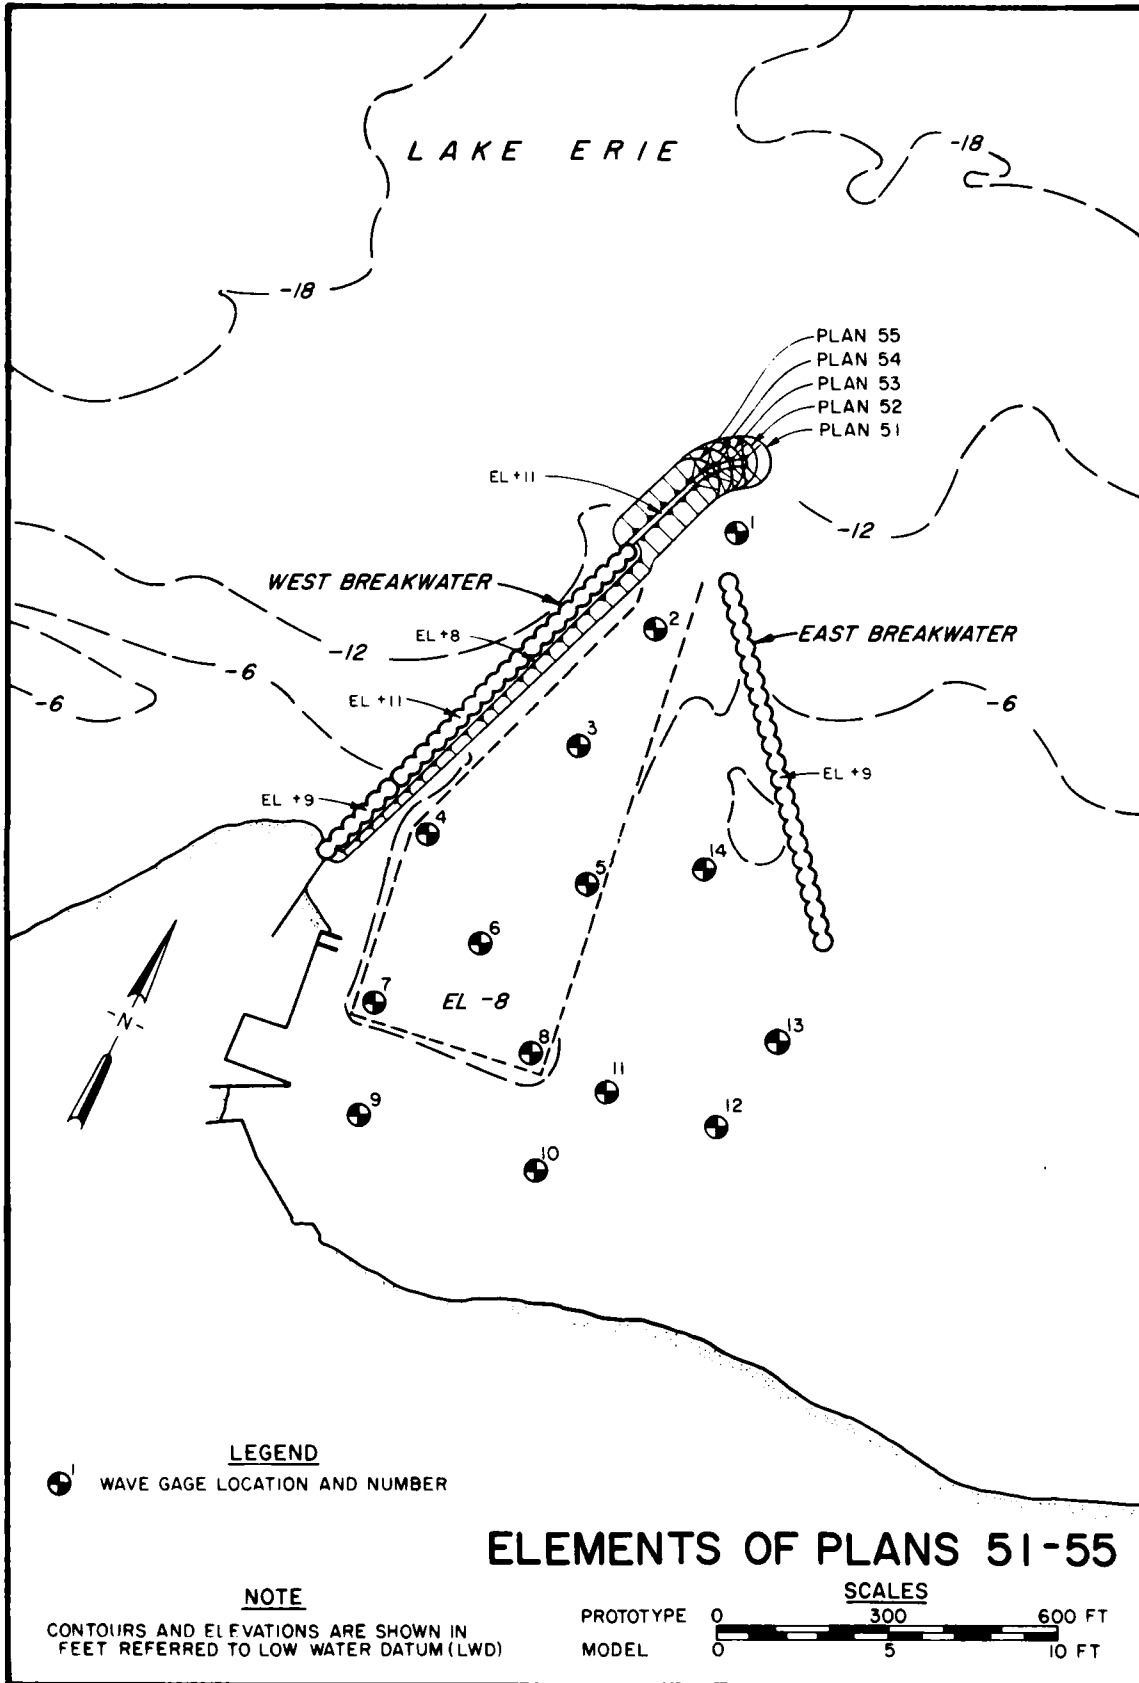 LAKE ERIE
-18
-18
PLAN 55
PLAN 54
PLAN 53
PLAN 52
PLAN 51
EL +11
1
-12
WEST BREAKWATER
2
EAST BREAKWATER
EL +8
-12
-6
-6
-6
EL +11
3
EL +9
EL +9
4
5
14
6
7
EL -8
-N-
8
13
11
9
12
10
LEGEND
1 WAVE GAGE LOCATION AND NUMBER
ELEMENTS OF PLANS 51-55
NOTE
CONTOURS AND ELEVATIONS ARE SHOWN IN
FEET REFERRED TO LOW WATER DATUM (LWD)
SCALES
PROTOTYPE 0 300 600 FT
MODEL 0 5 10 FT